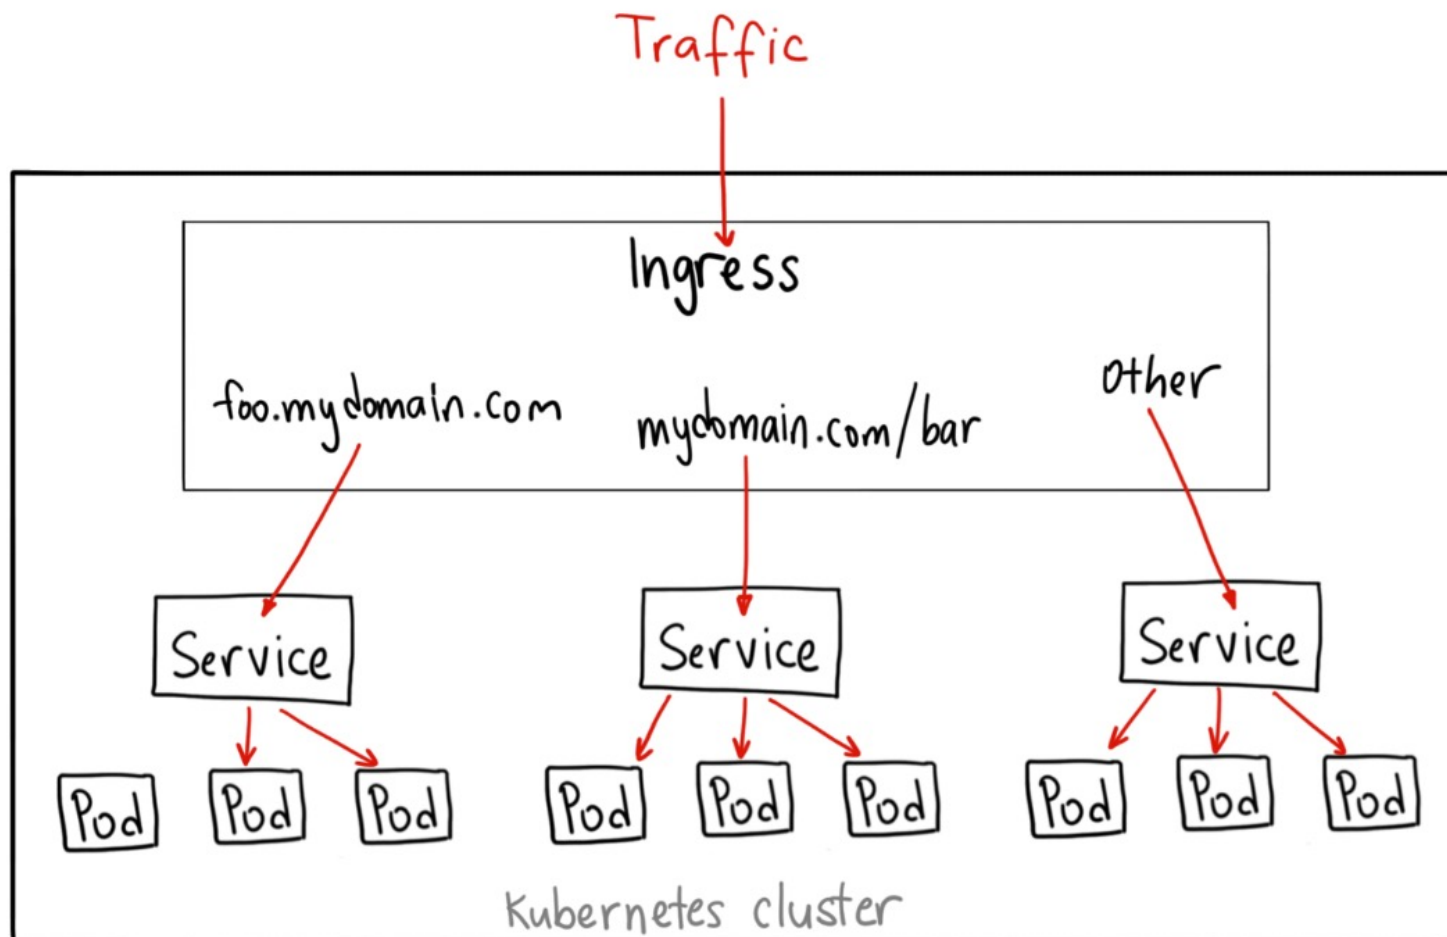 Traffic
Ingress
foo.mydomain.com
mydomain.com/bar
other
Service
Service
Service
Pod
Pod
Pod
Pod
Pod
Pod
Pod
Pod
Pod
Kubernetes cluster